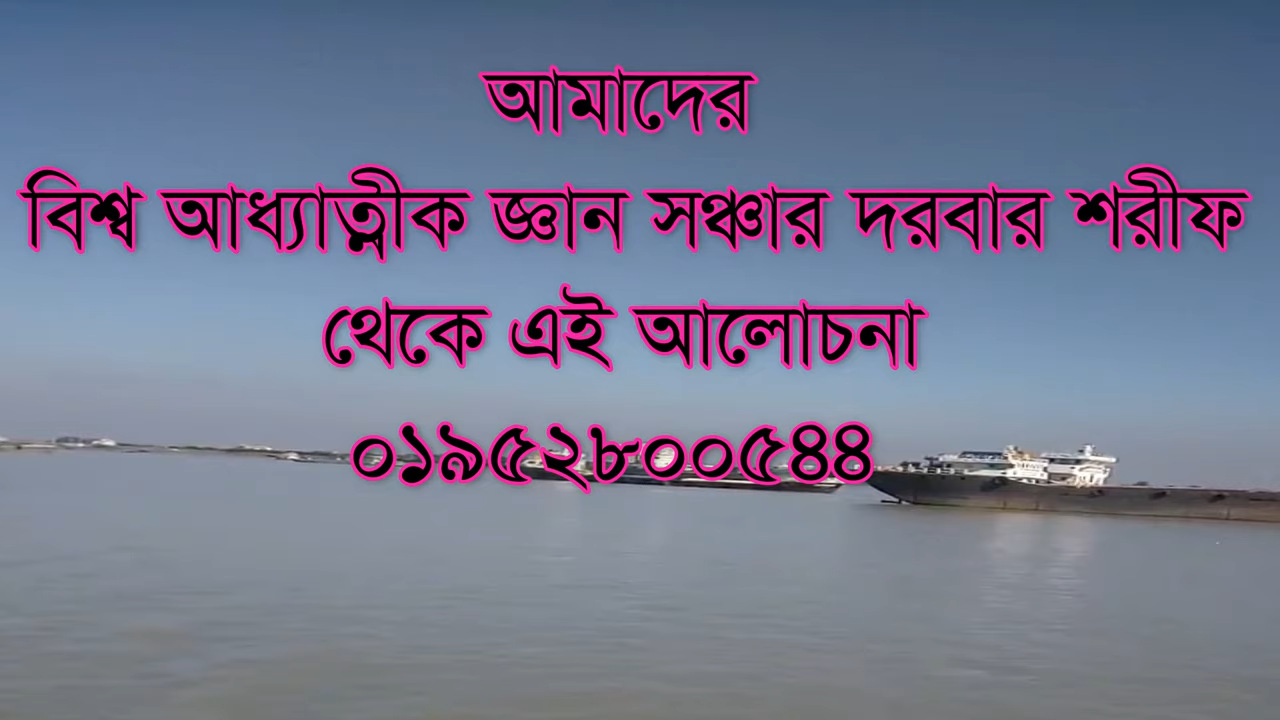 আমাদের
বিশ্ব আধ্যাত্নীক জ্ঞান সঞ্চার দরবার শরীফ
থেকে এই আলোচনা
০১৯৫২৮০০৫৪৪